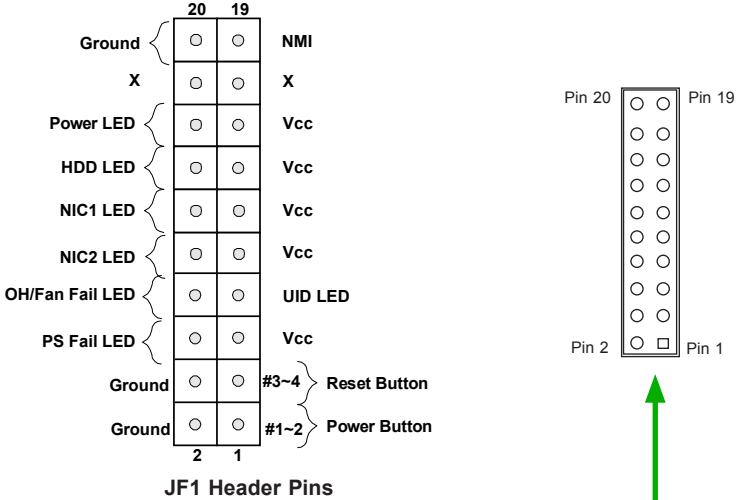 20 19
Ground NMI
X X
Power LED Vcc
HDD LED Vcc
NIC1 LED Vcc
NIC2 LED Vcc
OH/Fan Fail LED UID LED
PS Fail LED Vcc
Ground #3~4 Reset Button
Ground #1~2 Power Button
2 1
JF1 Header Pins
Pin 20 Pin 19
Pin 2 Pin 1